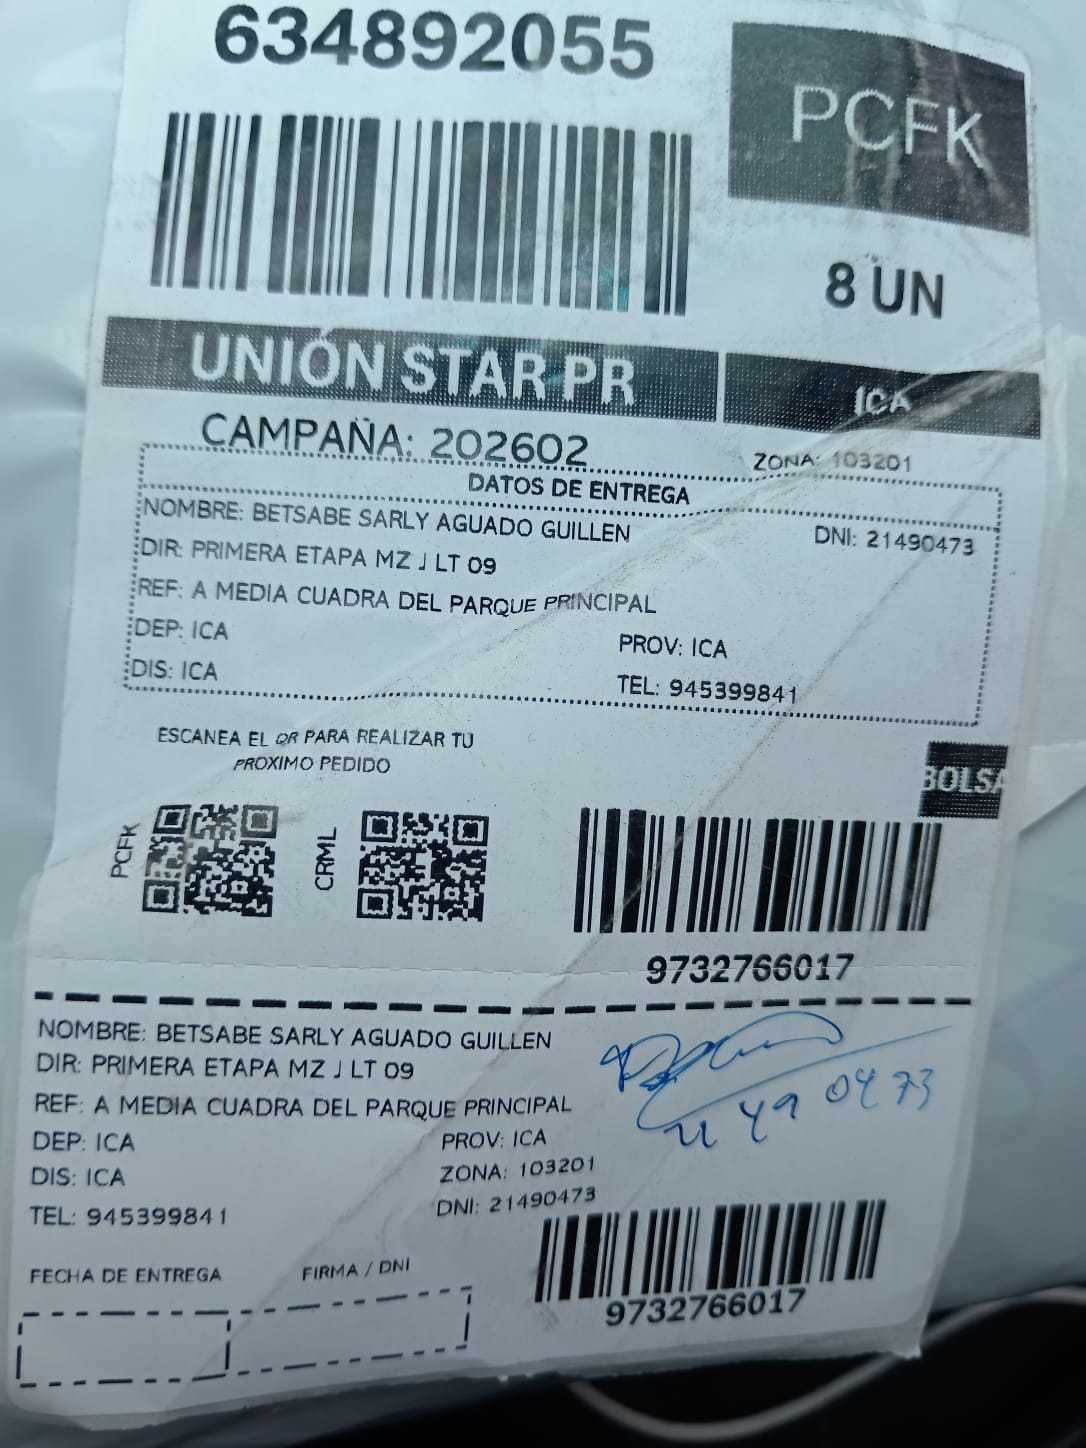 634892055
PCFK
8 UN
UNIÓN STAR PR
ICA
CAMPAÑA: 202602
ZONA: 103201
DATOS DE ENTREGA
NOMBRE: BETSABE SARLY AGUADO GUILLEN
DNI: 21490473
DIR: PRIMERA ETAPA MZ J LT 09
REF: A MEDIA CUADRA DEL PARQUE PRINCIPAL
DEP: ICA
PROV: ICA
DIS: ICA
TEL: 945399841
ESCANEA EL QR PARA REALIZAR TU
PROXIMO PEDIDO
BOLSA
PCFK
CRML
9732766017
NOMBRE: BETSABE SARLY AGUADO GUILLEN
DIR: PRIMERA ETAPA MZ J LT 09
REF: A MEDIA CUADRA DEL PARQUE PRINCIPAL
DEP: ICA
PROV: ICA
DIS: ICA
ZONA: 103201
TEL: 945399841
DNI: 21490473
FECHA DE ENTREGA
FIRMA / DNI
9732766017